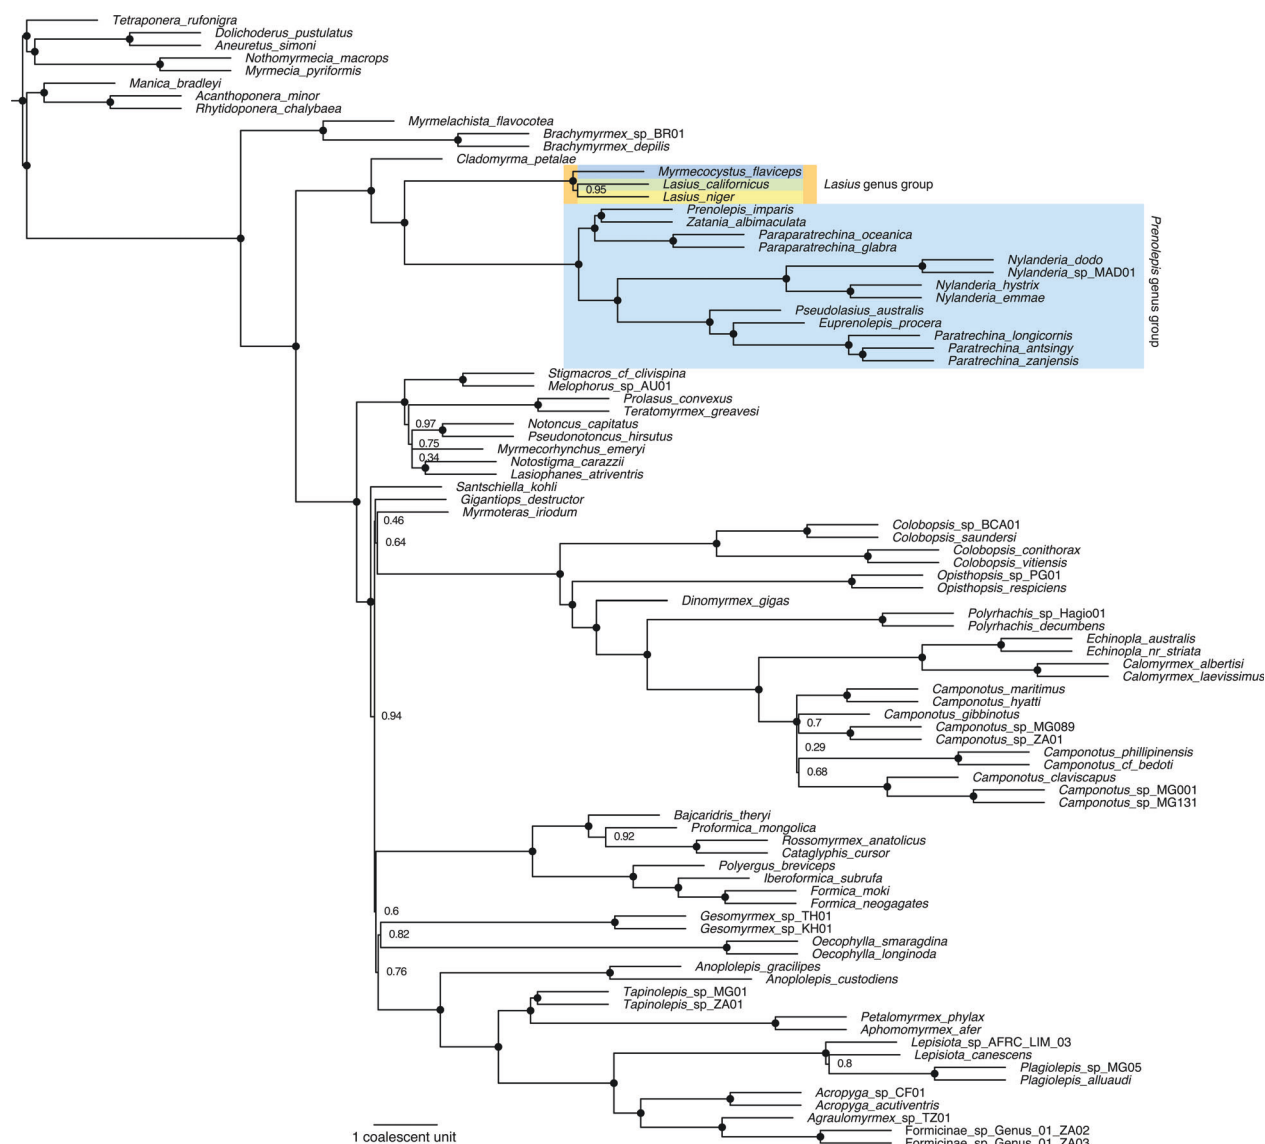 Tetraponera_rufonigra
Dolichoderus_pustulatus
Aneuretus_simoni
Nothomyrmecia_macrops
Myrmecia_pyriformis
Manica_bradleyi
Acanthoponera_minor
Rhytidoponera_chalybaea
Myrmelachista_flavocotea
Brachymyrmex_sp_BR01
Brachymyrmex_depilis
Cladomyrma_petalae
Myrmecocystus_flaviceps
Lasius_californicus
0.95
Lasius genus group
Lasius_niger
Prenolepis_imparis
Zatania_albimaculata
Paraparatrechina_oceanica
Paraparatrechina_glabra
Prenolepis genus group
Nylanderia_dodo
Nylanderia_sp_MAD01
Nylanderia_hystrix
Nylanderia_emmae
Pseudolasius_australis
Euprenolepis_procera
Paratrechina_longicornis
Paratrechina_antsingy
Paratrechina_zanjensis
Stigmacros_cf_clivispina
Melophorus_sp_AU01
Prolasus_convexus
Teratomyrmex_greavesi
0.97
Notoncus_capitatus
Pseudonotoncus_hirsutus
0.75
Myrmecorhynchus_emeryi
0.34
Notostigma_carazzii
Lasiophanes_atriventris
Santschiella_kohli
Gigantiops_destructor
Myrmoteras_iriodum
0.46
0.64
Colobopsis_sp_BCA01
Colobopsis_saundersi
Colobopsis_conithorax
Colobopsis_vitiensis
Opisthopsis_sp_PG01
Opisthopsis_respiciens
Dinomyrmex_gigas
Polyrhachis_sp_Hagio01
Polyrhachis_decumbens
Echinopla_australis
Echinopla_nr_striata
Calomyrmex_albertisi
Calomyrmex_laevissimus
Camponotus_maritimus
Camponotus_hyatti
0.94
Camponotus_gibbinotus
0.7
Camponotus_sp_MG089
Camponotus_sp_ZA01
0.29
Camponotus_phillipinensis
Camponotus_cf_bedoti
0.68
Camponotus_claviscapus
Camponotus_sp_MG001
Camponotus_sp_MG131
Bajcaridris_theryi
Proformica_mongolica
0.92
Rossomyrmex_anatolicus
Cataglyphis_cursor
Polyergus_breviceps
Iberoformica_subrufa
Formica_moki
Formica_neogagates
0.6
Gesomyrmex_sp_TH01
Gesomyrmex_sp_KH01
0.82
Oecophylla_smaragdina
Oecophylla_longinoda
0.76
Anoplolepis_gracilipes
Anoplolepis_custodiens
Tapinolepis_sp_MG01
Tapinolepis_sp_ZA01
Petalomyrmex_phylax
Aphomomyrmex_afer
Lepisiota_sp_AFRC_LIM_03
Lepisiota_canescens
0.8
Plagiolepis_sp_MG05
Plagiolepis_alluaudi
Acropyga_sp_CF01
Acropyga_acutiventris
Agraulomyrmex_sp_TZ01
Formicinae_sp_Genus_01_ZA02
Formicinae_sp_Genus_01_ZA03
1 coalescent unit